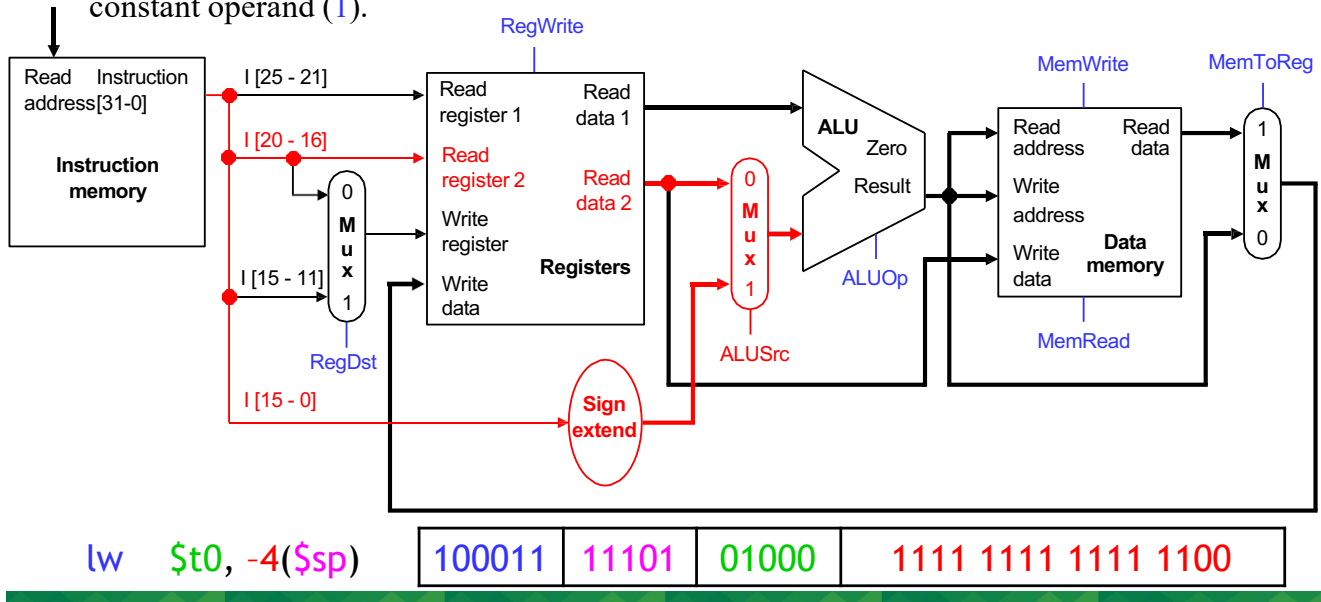 constant operand (1).
RegWrite
MemWrite
MemToReg
Read Instruction
address[31-0]
Instruction
memory
I [25 - 21]
I [20 - 16]
I [15 - 11]
I [15 - 0]
0
M
u
x
1
RegDst
Read
register 1
Read
data 1
Read
register 2
Read
data 2
Write
register
Write
data
Registers
Sign
extend
0
M
u
x
1
ALUSrc
ALU
Zero
Result
ALUOp
Read
address
Read
data
Write
address
Write
data
Data
memory
MemRead
1
M
u
x
0
lw $t0, -4($sp) 100011 11101 01000 1111 1111 1111 1100